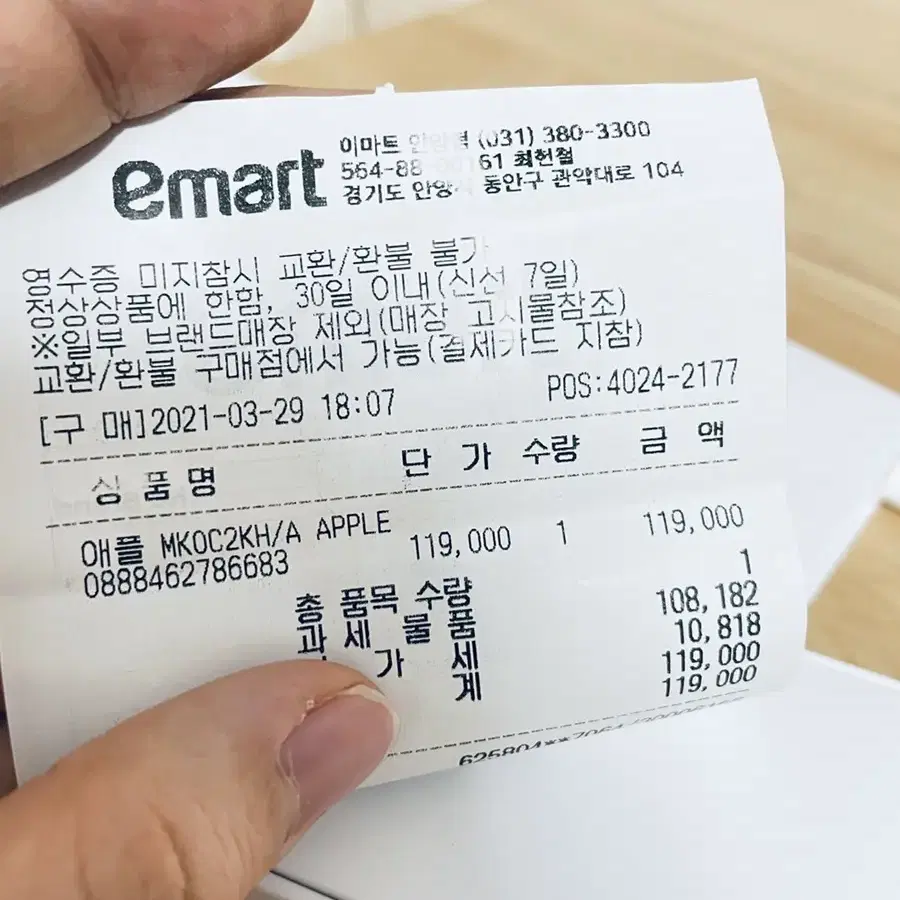 emart
이마트 (031) 380-3300
564-88 61 최헌철
경기도 안양 동안구 관악대로 104
영수증 미지참시 교환/환불 불가
정상상품에 한함, 30일 이내(신선 7일)
※일부 브랜드매장 제외(매장 고시물참조)
교환/환불 구매점에서 가능(결제카드 지참)
[구 매]2021-03-29 18:07 POS:4024-2177
상 품 명 단 가 수량 금 액
애플 MK0C2KH/A APPLE
0888462786683 119,000 1 119,000
총 품목 수량 1
과 세 물 품 108,182
가 세 10,818
계 119,000
119,000